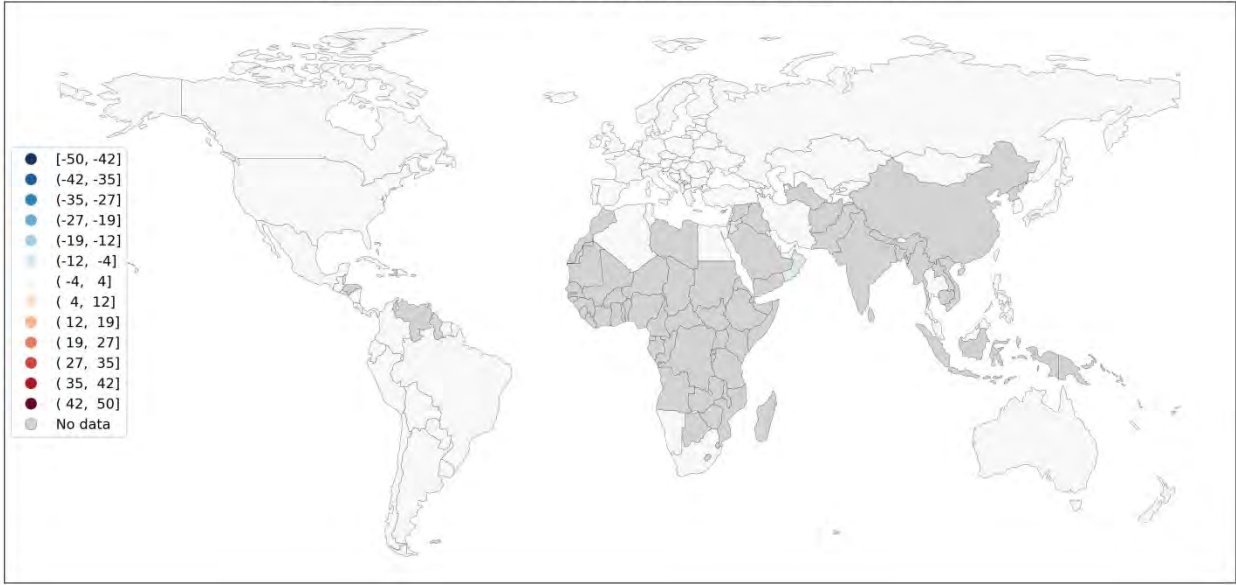 [-50, -42]
(-42, -35]
(-35, -27]
(-27, -19]
(-19, -12]
(-12, -4]
( -4, 4]
( 4, 12]
( 12, 19]
( 19, 27]
( 27, 35]
( 35, 42]
( 42, 50]
No data